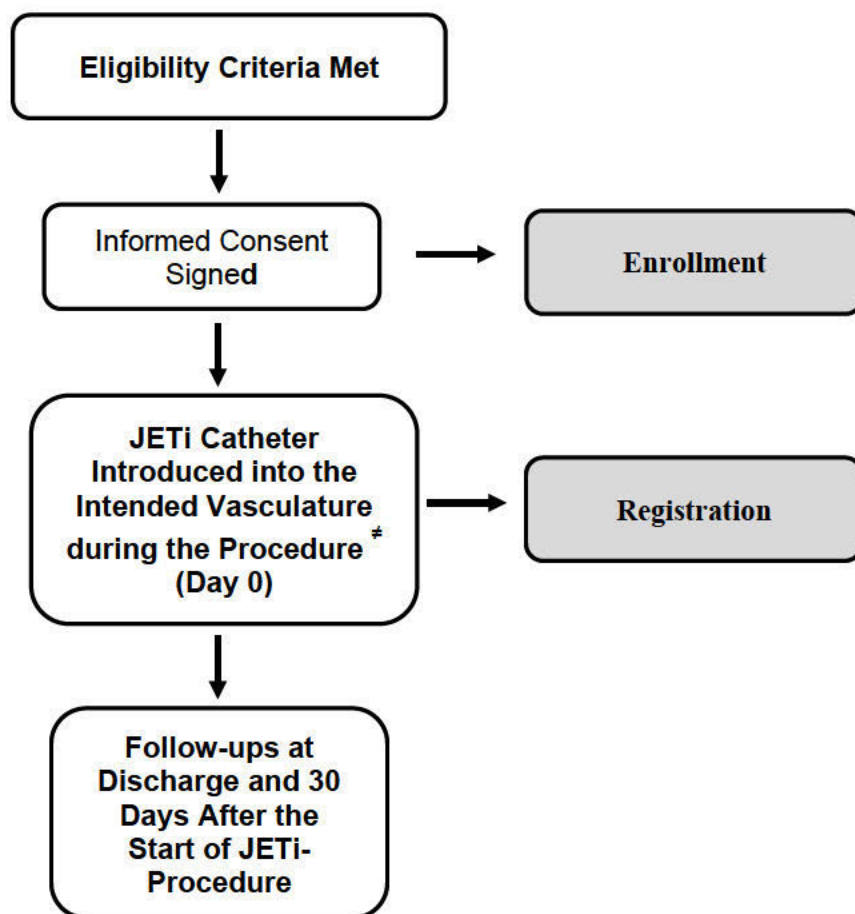 Eligibility Criteria Met
Informed Consent
Signed
Enrollment
JETi Catheter
Introduced into the
Intended Vasculature
during the Procedure ≠
(Day 0)
Registration
Follow-ups at
Discharge and 30
Days After the
Start of JETi-
Procedure